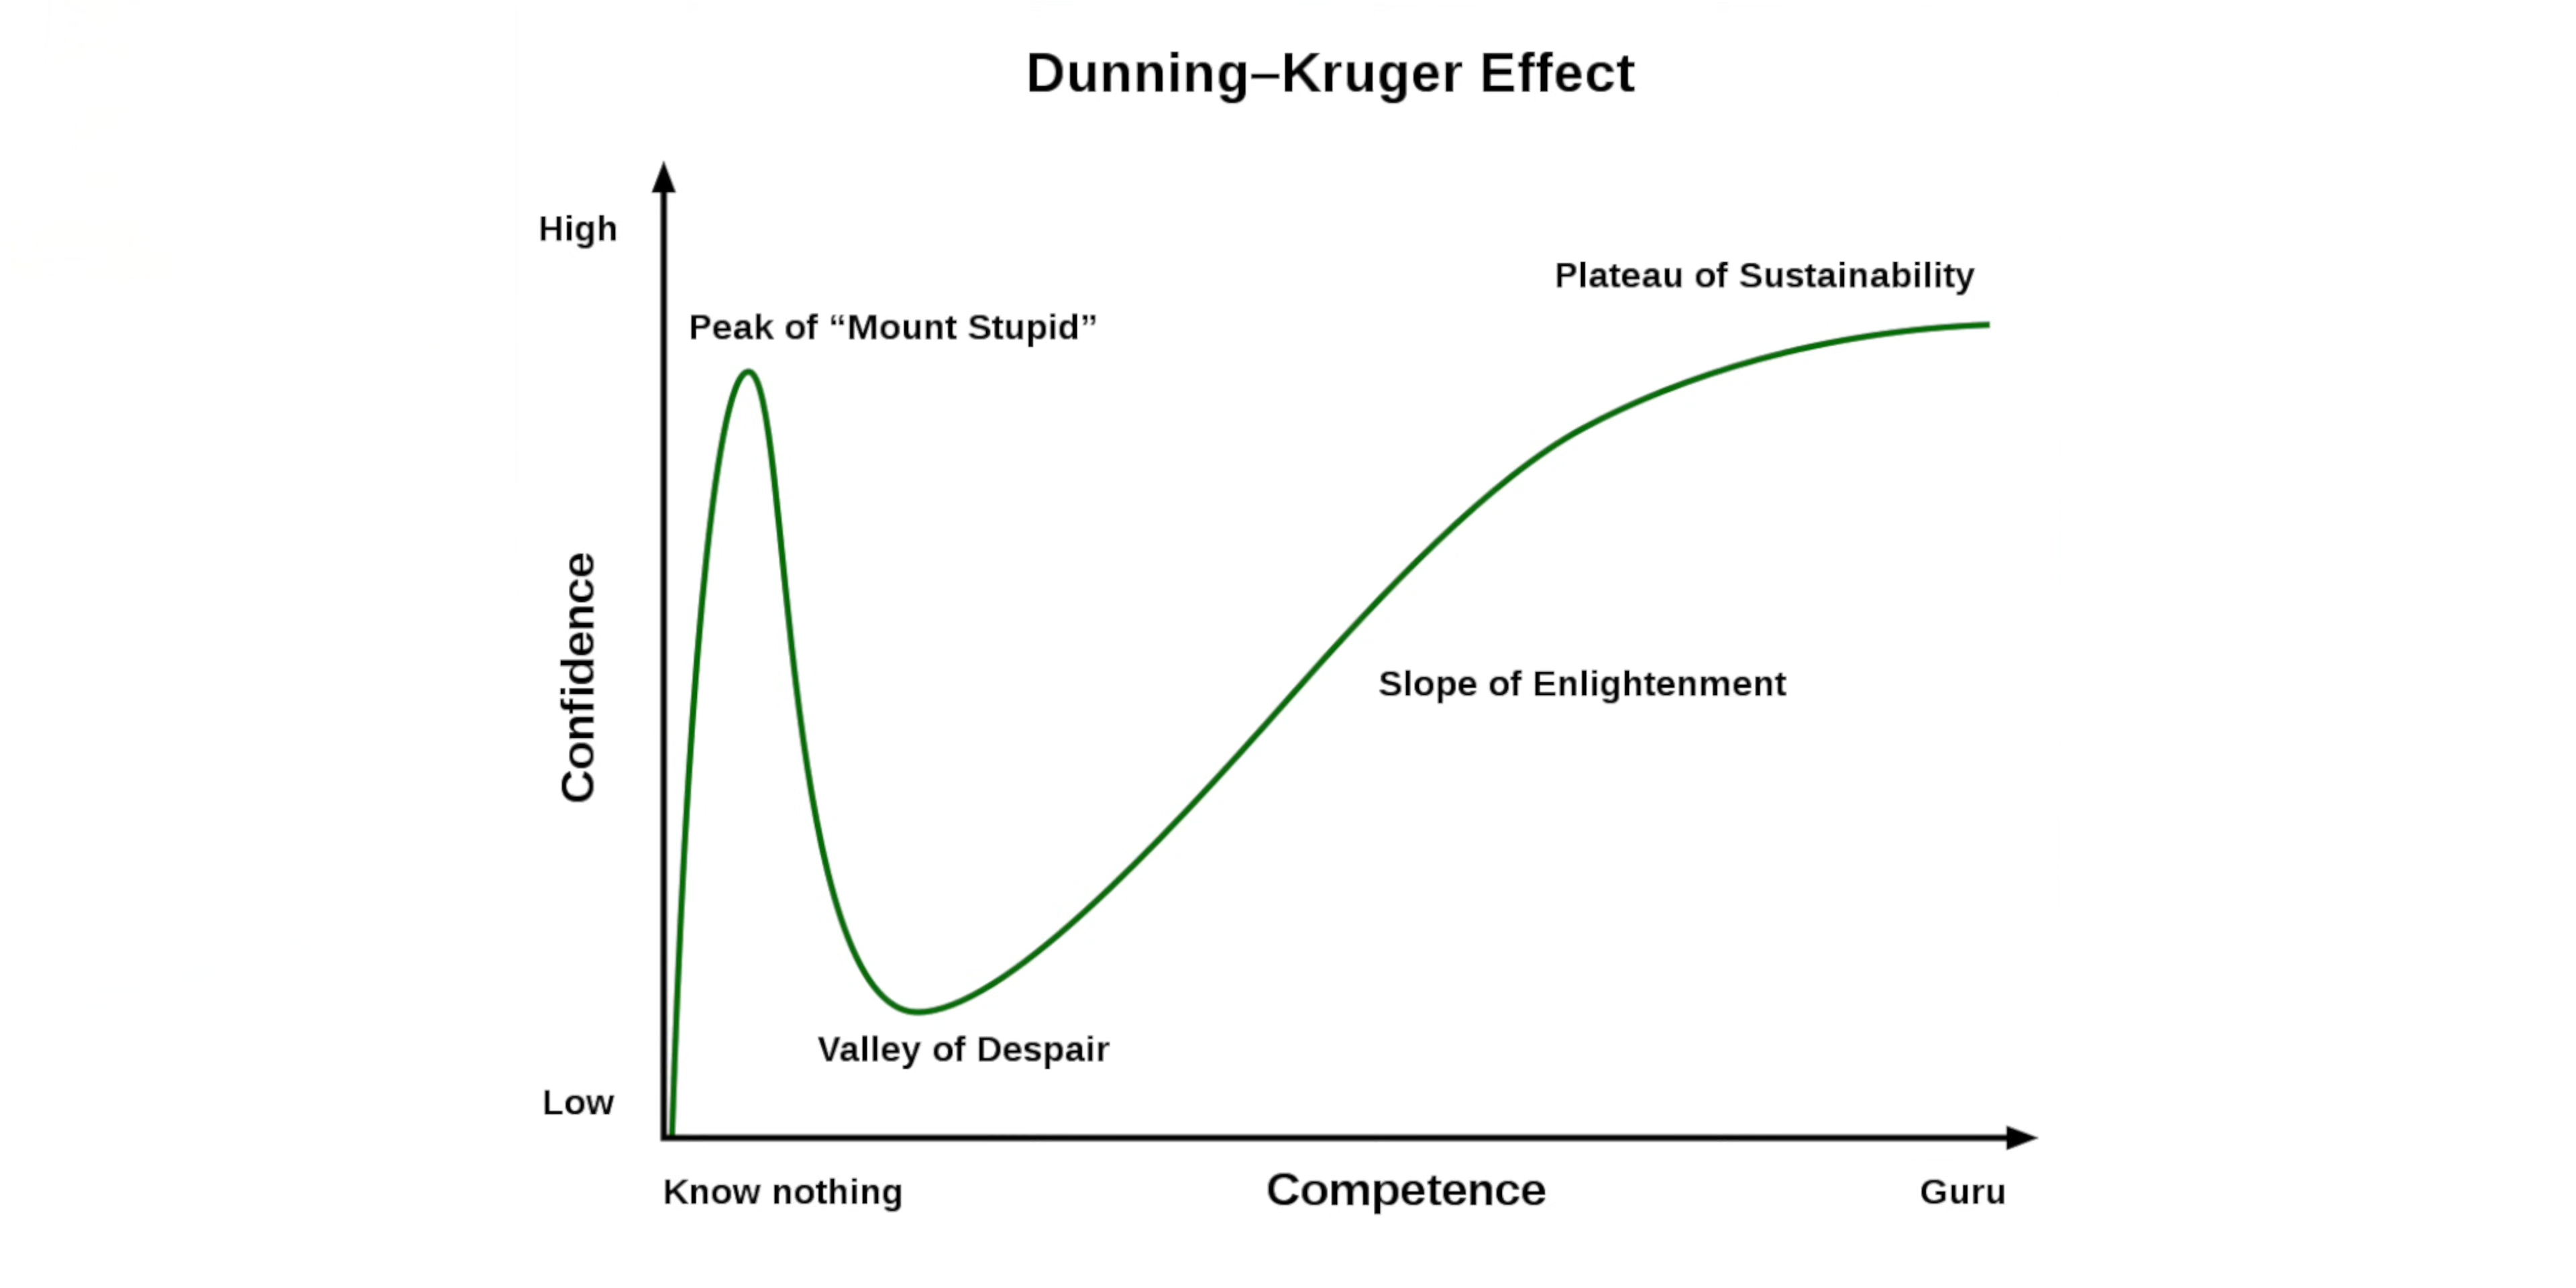 Dunning–Kruger Effect
High
Plateau of Sustainability
Peak of “Mount Stupid”
Confidence
Slope of Enlightenment
Valley of Despair
Low
Know nothing
Competence
Guru